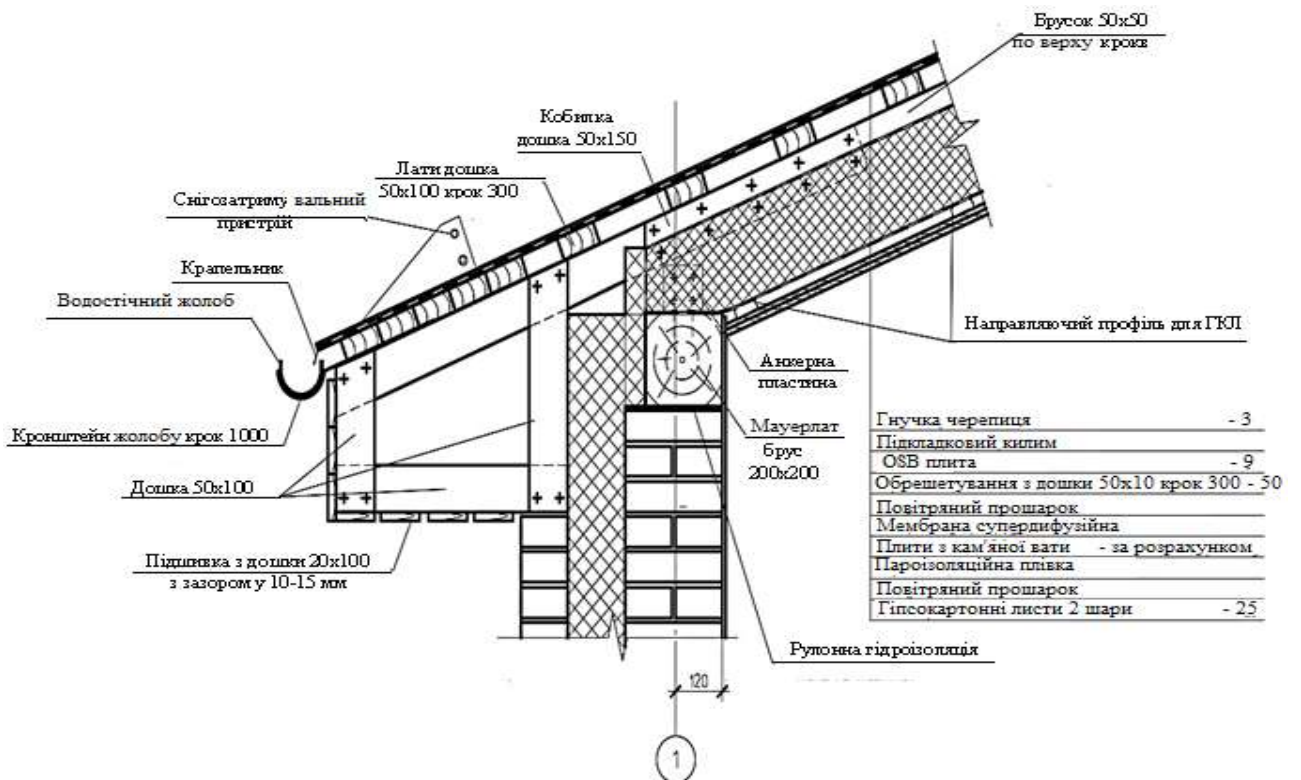 Брусок 50х50
по верху крокв
Кобилка
дошка 50х150
Лати дошка
50х100 крок 300
Снігозатриму вальний
пристрій
Крапельник
Водостічний жолоб
Направляючий профіль для ГКЛ
Анкерна
пластина
Кронштейн жолобу крок 1000
Мауерлат
брус
200х200
Дошка 50х100
Підшивка з дошки 20х100
з зазором у 10-15 мм
Гнучка черепиця - 3
Підкладковий килим
OSB плита - 9
Обрешетування з дошки 50х10 крок 300 - 50
Повітряний прошарок
Мембрана супердифузійна
Плити з кам'яної вати - за розрахунком
Пароізоляційна плівка
Повітряний прошарок
Гіпсокартонні листи 2 шари - 25
Рулонна гідроізоляція
120
1